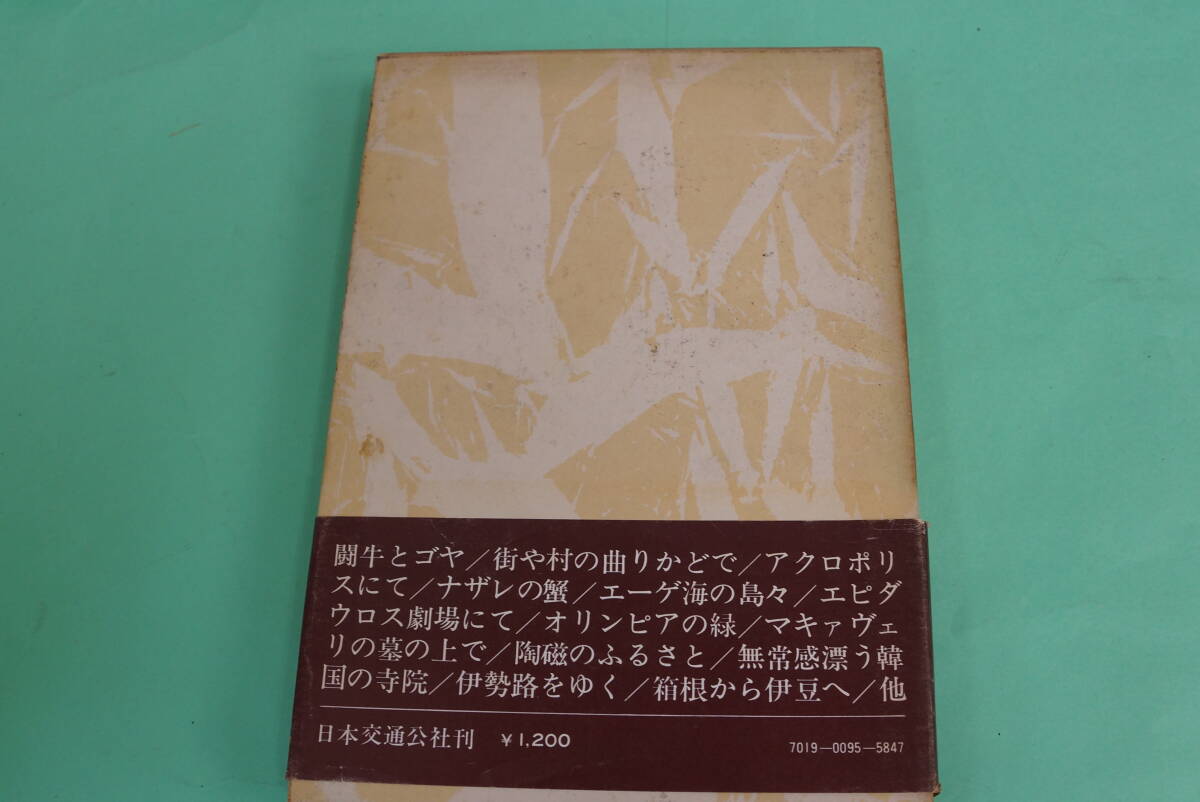 闘牛とゴヤ/街や村の曲りかどで/アクロポリ
スにて/ナザレの蟹/エーゲ海の島々/エピダ
ウロス劇場にて/オリンピアの緑/マキァヴェ
リの墓の上で/陶磁のふるさと/無常感漂う韓
国の寺院/伊勢路をゆく/箱根から伊豆へ/他
日本交通公社刊 ¥1,200 7019-0095-5847